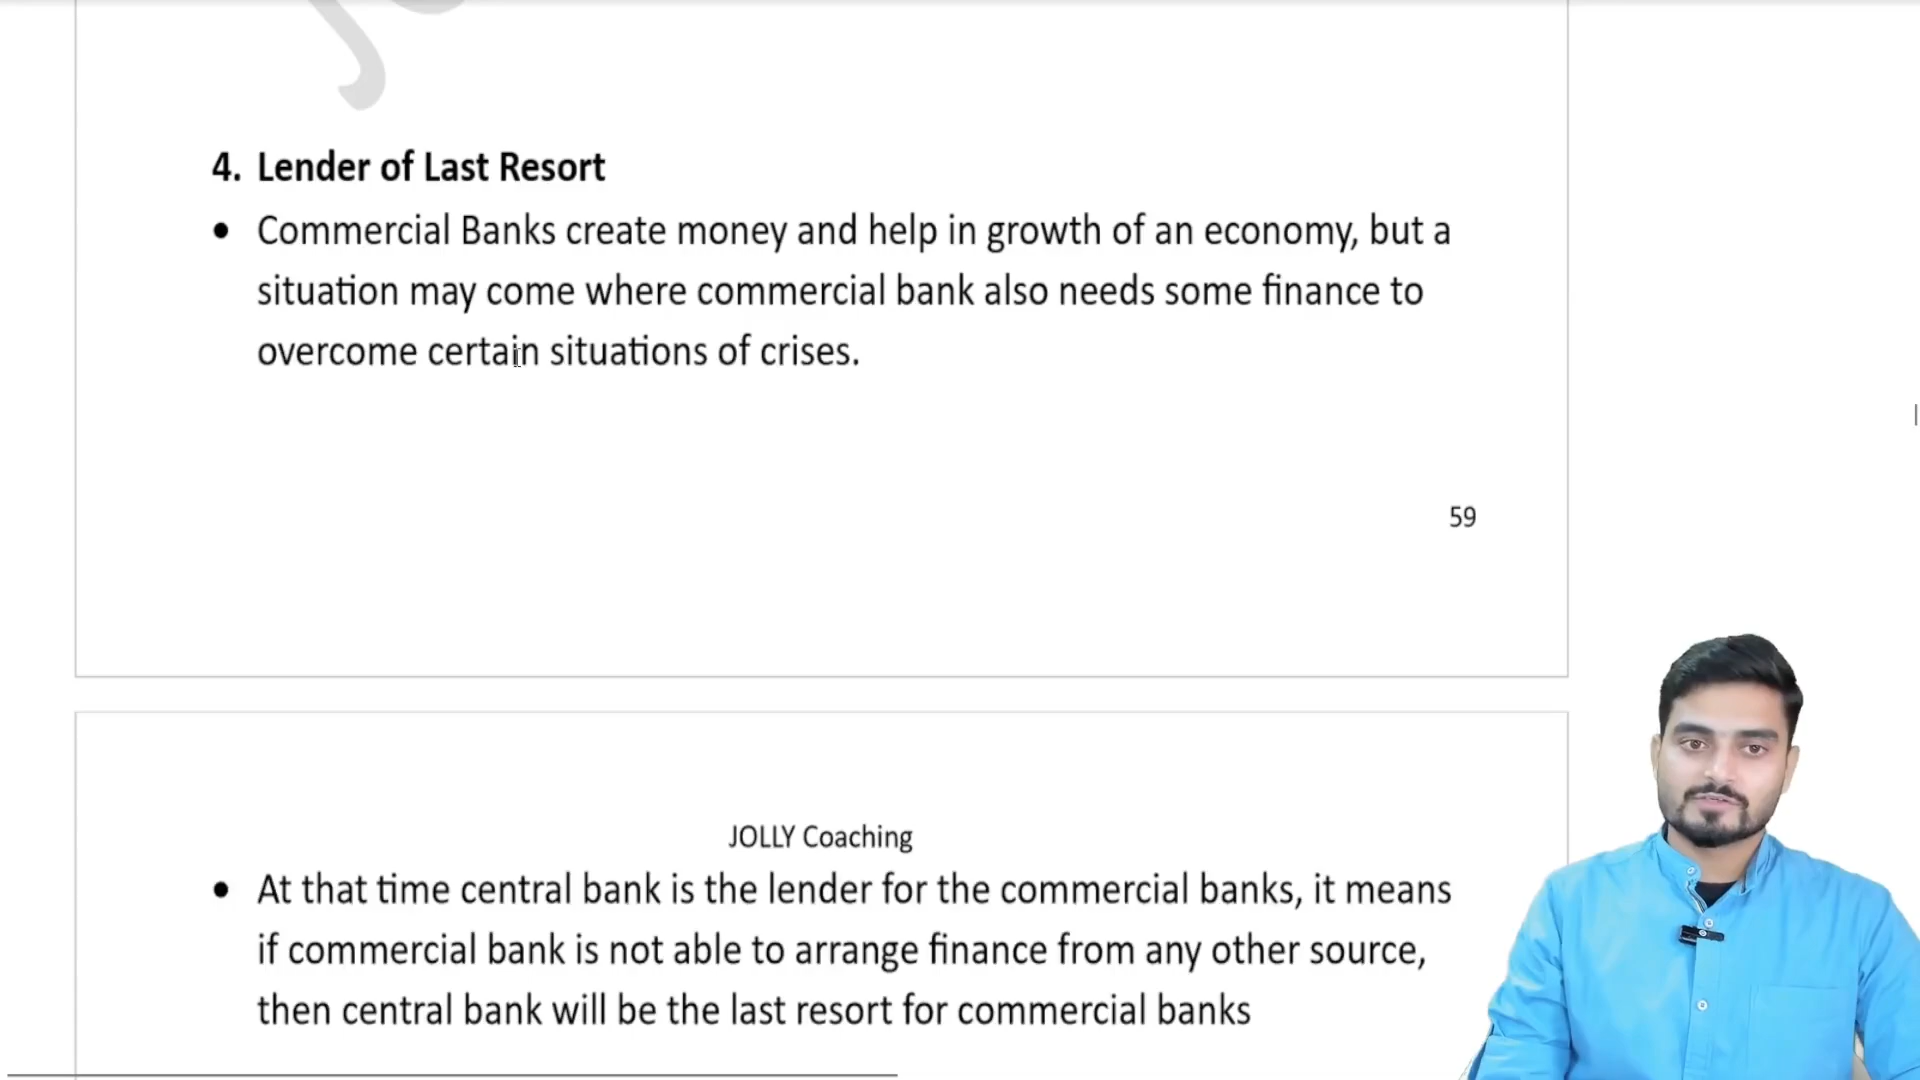 4. Lender of Last Resort
• Commercial Banks create money and help in growth of an economy, but a
situation may come where commercial bank also needs some finance to
overcome certain situations of crises.
59
JOLLY Coaching
• At that time central bank is the lender for the commercial banks, it means
if commercial bank is not able to arrange finance from any other source,
then central bank will be the last resort for commercial banks